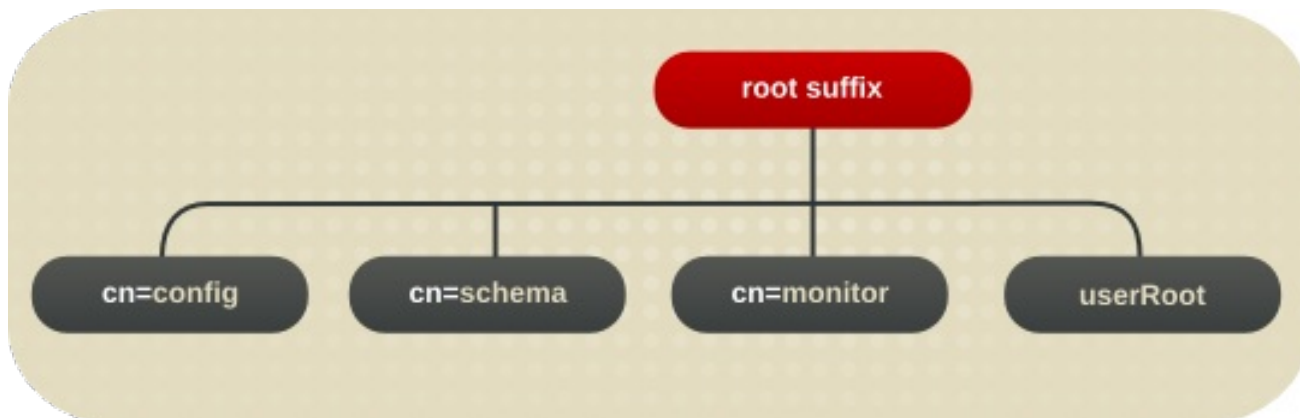 root suffix
cn=config
cn=schema
cn=monitor
userRoot